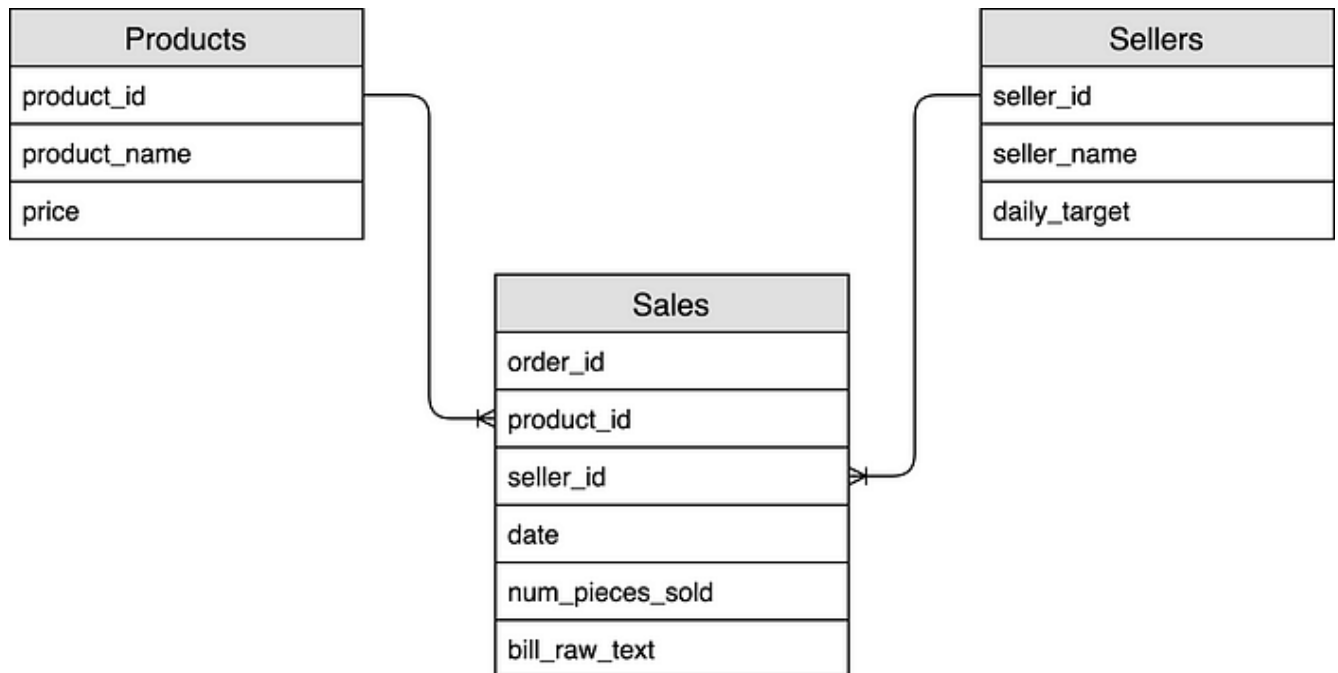 Products
product_id
product_name
price
Sellers
seller_id
seller_name
daily_target
Sales
order_id
product_id
seller_id
date
num_pieces_sold
bill_raw_text